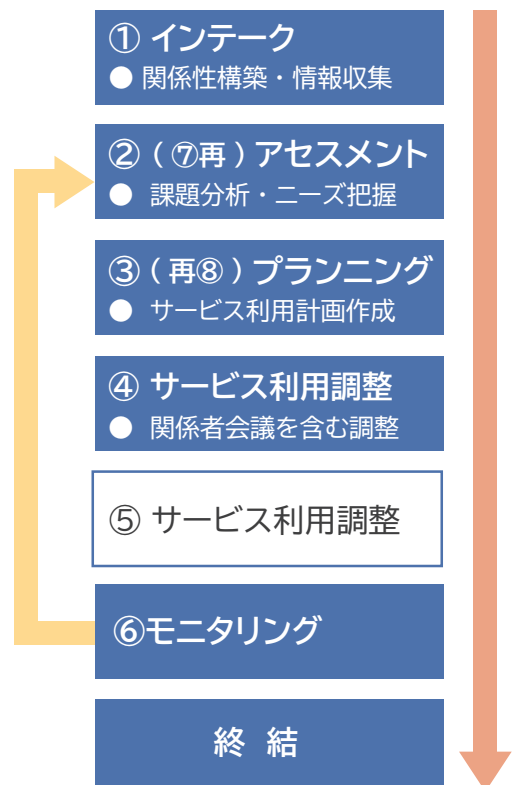 ① インテーク
● 関係性構築・情報収集
② ( ⑦再 ) アセスメント
● 課題分析・ニーズ把握
③ ( 再⑧ ) プランニング
● サービス利用計画作成
④ サービス利用調整
● 関係者会議を含む調整
⑤ サービス利用調整
⑥モニタリング
終 結